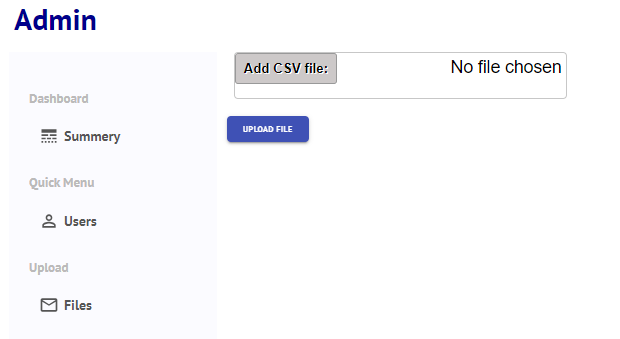 Admin
Dashboard
Summery
Quick Menu
Users
Upload
Files
Add CSV file: No file chosen
UPLOAD FILE